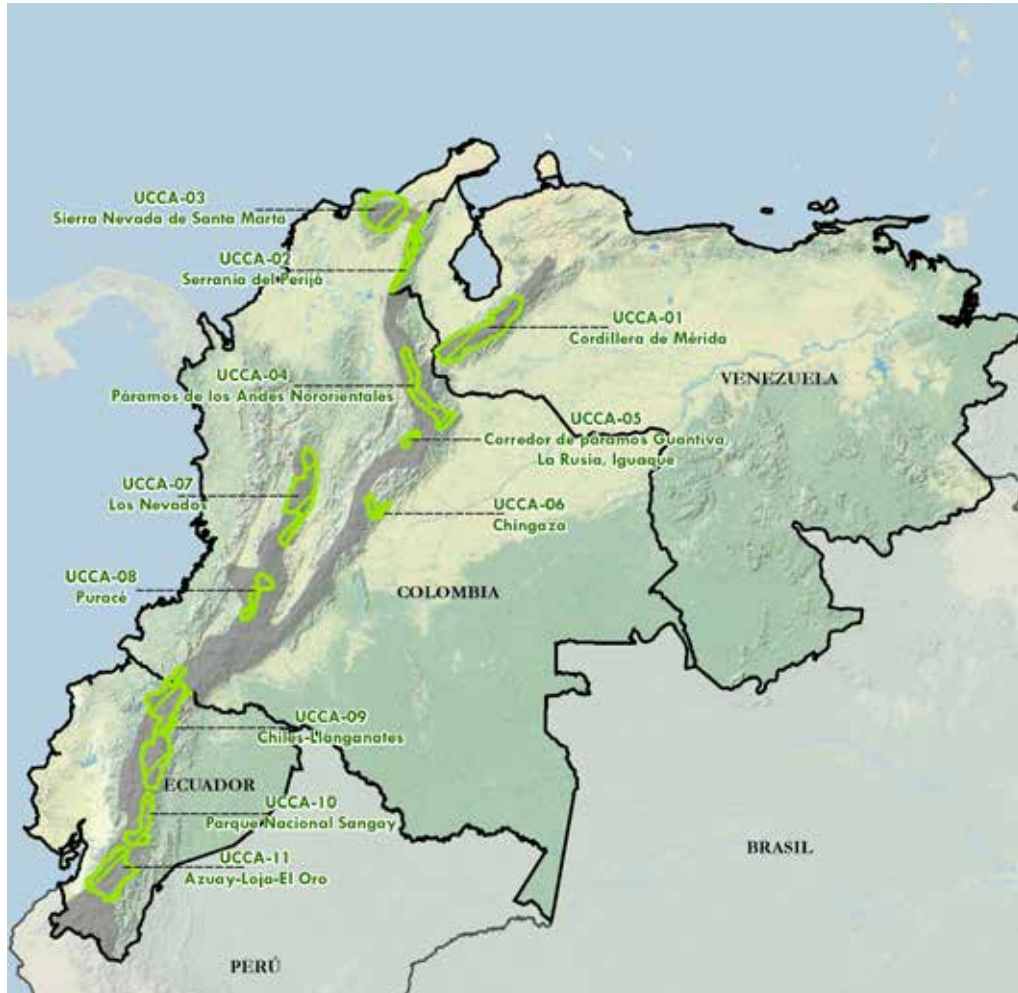 UCCA-03
Sierra Nevada de Santa Marta
UCCA-02
Serranía del Perijá
UCCA-01
Cordillera de Mérida
UCCA-04
Páramos de los Andes Nororientales
VENEZUELA
UCCA-05
Corredor de páramos Guantiva,
La Rusia, Iguaque
UCCA-07
Los Nevados
UCCA-06
Chingaza
UCCA-08
Puracé
COLOMBIA
UCCA-09
Chiles-Llanganates
ECUADOR
UCCA-10
Parque Nacional Sangay
UCCA-11
Azuay-Loja-El Oro
BRASIL
PERÚ